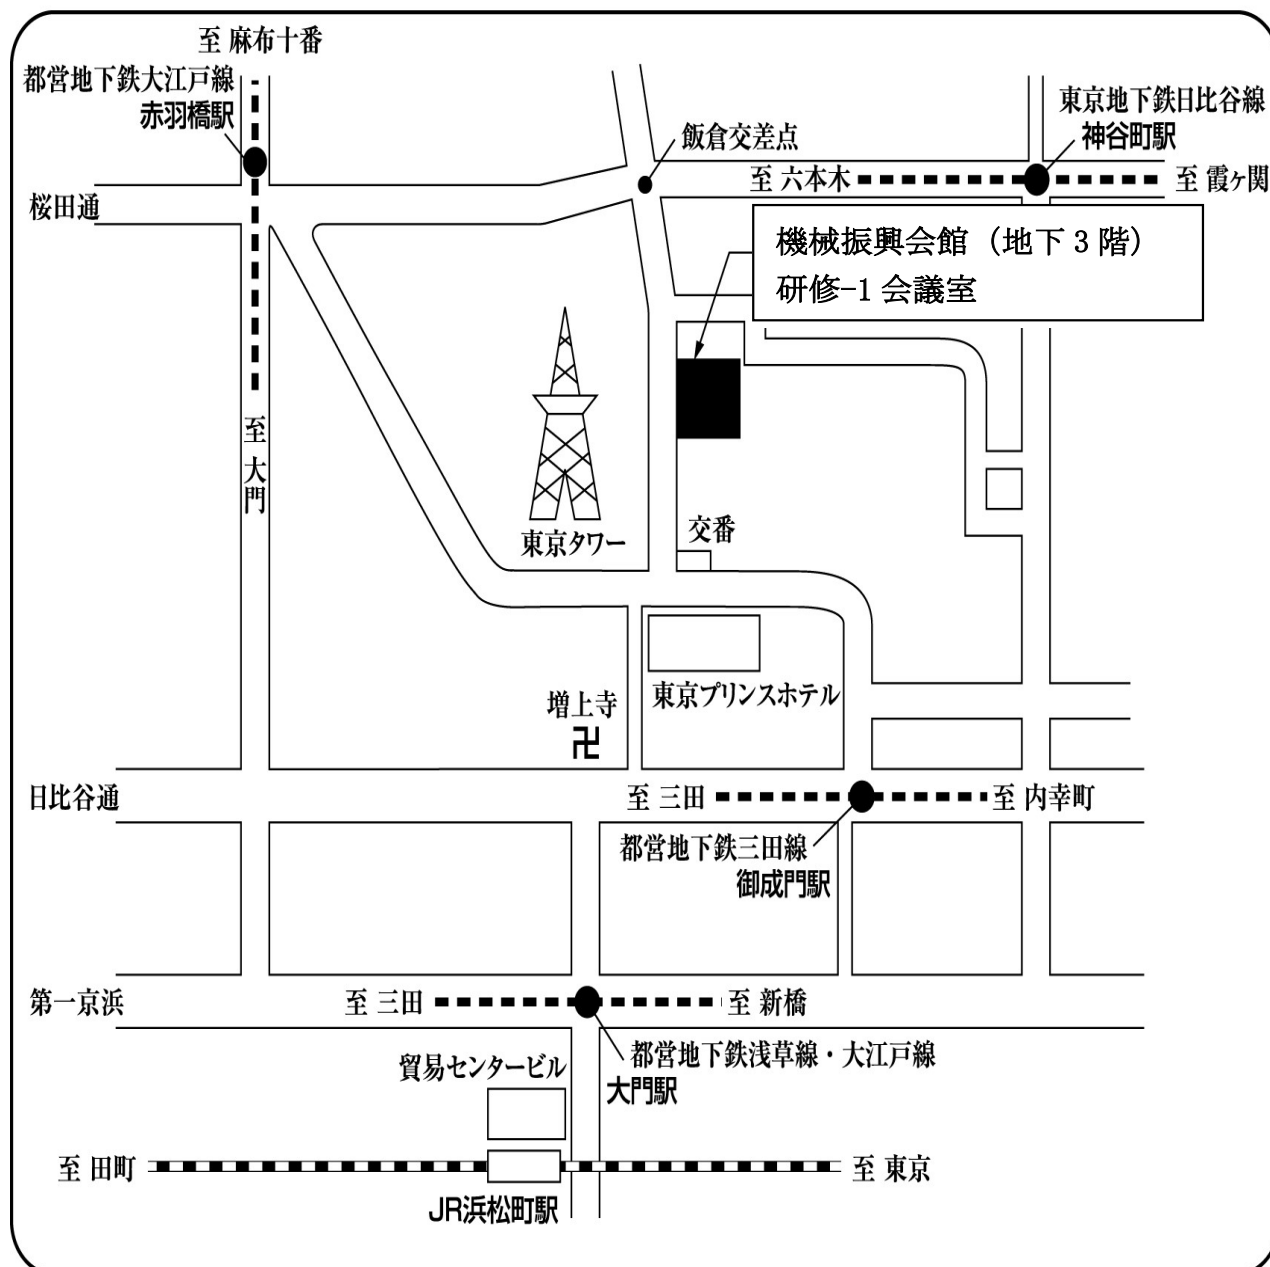 至 麻布十番
都営地下鉄大江戸線
赤羽橋駅
東京地下鉄日比谷線
神谷町駅
飯倉交差点
至 六本木
至 霞ヶ関
桜田通
機械振興会館（地下３階）
研修-1 会議室
至 大門
東京タワー
交番
増上寺
卍
東京プリンスホテル
日比谷通
至 三田
至 内幸町
都営地下鉄三田線
御成門駅
第一京浜
至 三田
至 新橋
都営地下鉄浅草線・大江戸線
大門駅
貿易センタービル
至 田町
至 東京
JR浜松町駅